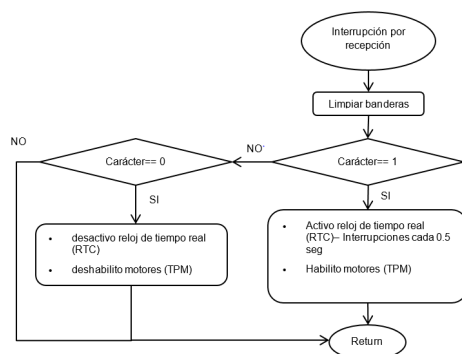 Interrupción por
recepción
Limpiar banderas
Carácter== 1
NO
SI
Activo reloj de tiempo real
(RTC)– Interrupciones cada 0.5
seg
Habilito motores (TPM)
Carácter== 0
NO
SI
desactivo reloj de tiempo real
(RTC)
deshabilito motores (TPM)
Return